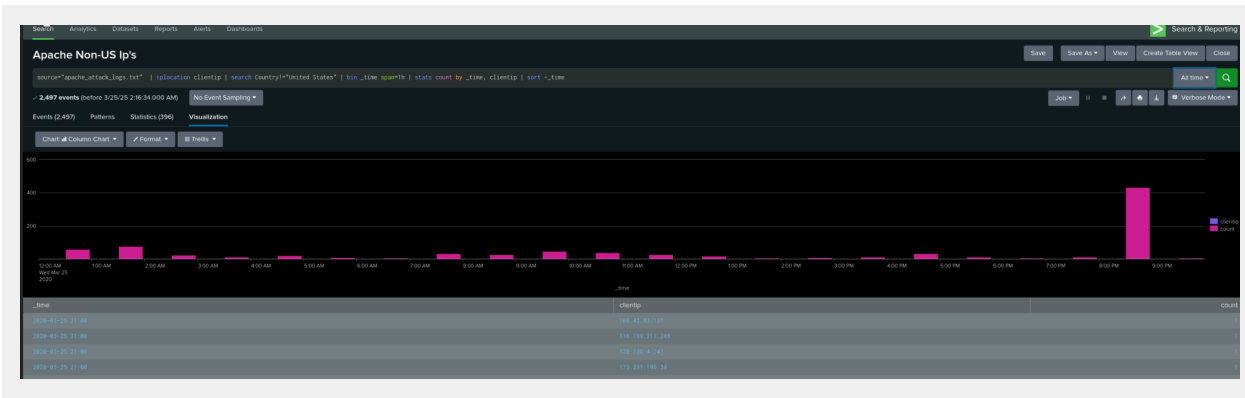 Search Analytics Datasets Reports Alerts Dashboards Search & Reporting
Apache Non-US Ip's Save Save As View Create Table View Close
source="apache_attack_logs.txt" | iplocation clientip | search Country!="United States" | bin _time span=1h | stats count by _time, clientip | sort -_time All time
2,497 events (before 3/25/25 2:16:34.000 AM) No Event Sampling Job Verbose Mode
Events (2,497) Patterns Statistics (396) Visualization
Chart: Column Chart Format Trellis
600
400
200
clientip
count
12:00 AM 1:00 AM 2:00 AM 3:00 AM 4:00 AM 5:00 AM 6:00 AM 7:00 AM 8:00 AM 9:00 AM 10:00 AM 11:00 AM 12:00 PM 1:00 PM 2:00 PM 3:00 PM 4:00 PM 5:00 PM 6:00 PM 7:00 PM 8:00 PM 9:00 PM
Wed Mar 25
2020
_time
_time clientip count
2020-03-25 21:00
2020-03-25 21:00
2020-03-25 21:00
2020-03-25 21:00